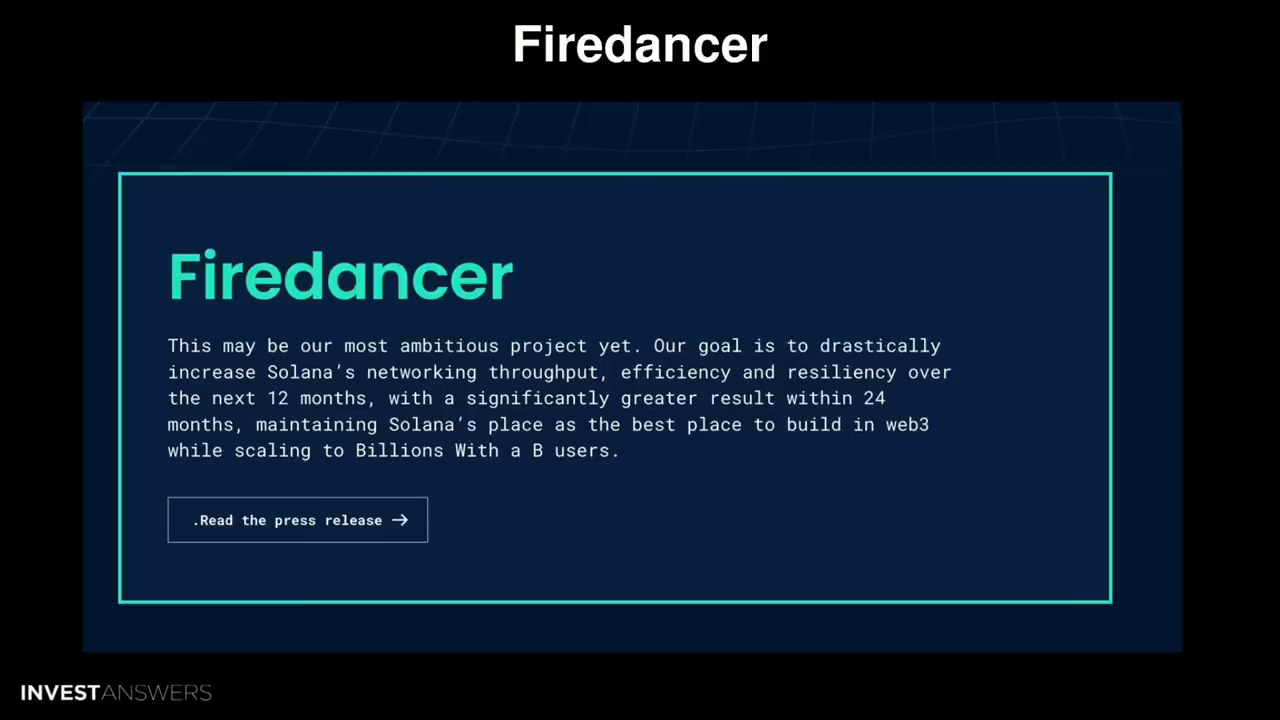 Firedancer
Firedancer
This may be our most ambitious project yet. Our goal is to drastically
increase Solana’s networking throughput, efficiency and resiliency over
the next 12 months, with a significantly greater result within 24
months, maintaining Solana’s place as the best place to build in web3
while scaling to Billions With a B users.
.Read the press release →
INVESTANSWERS